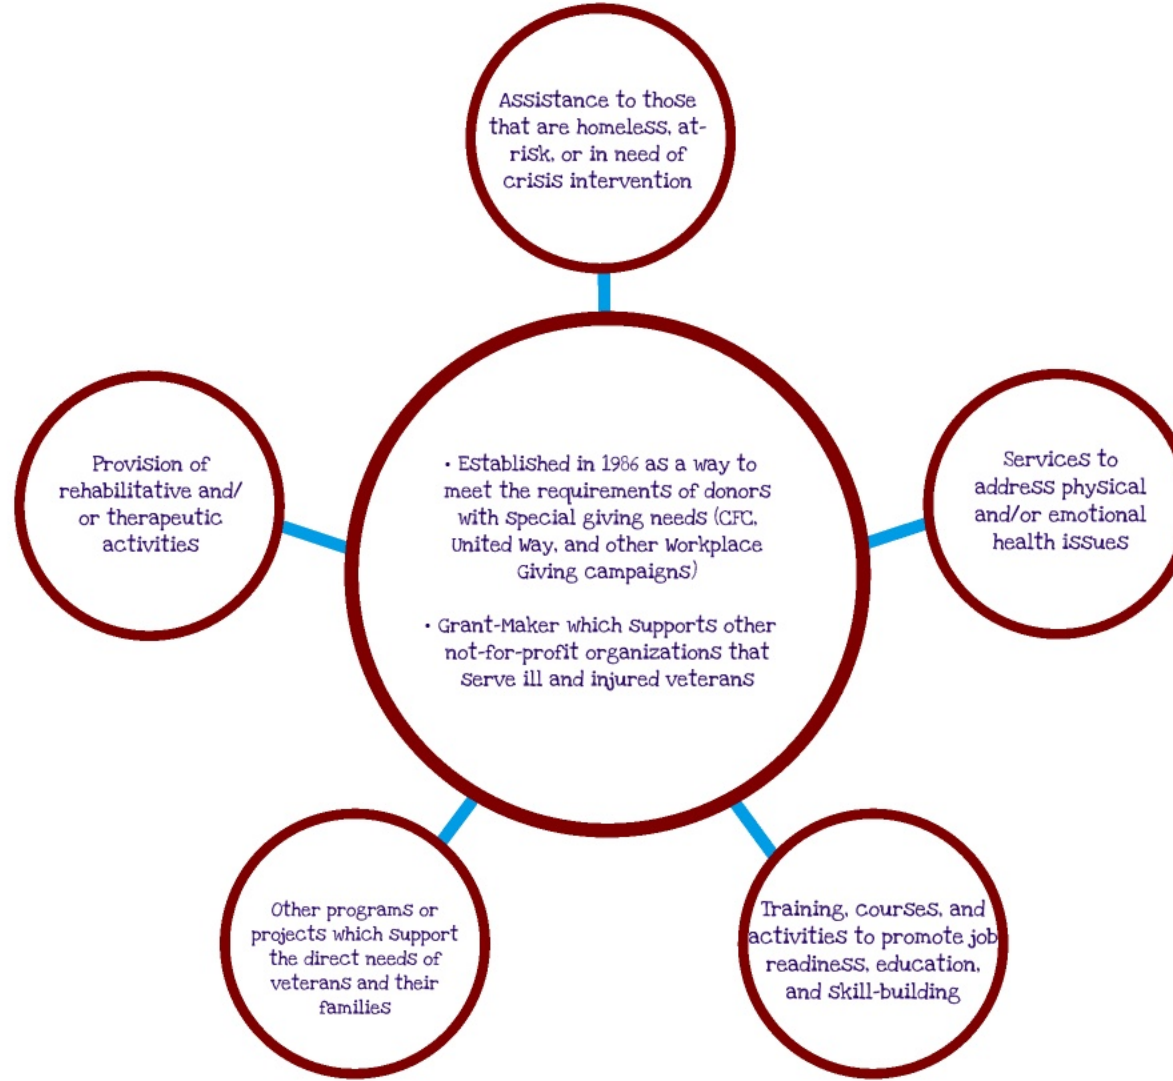 Assistance to those
that are homeless, at-
risk, or in need of
crisis intervention
Provision of
rehabilitative and/
or therapeutic
activities
• Established in 1986 as a way to
meet the requirements of donors
with special giving needs (CFC,
United Way, and other Workplace
Giving campaigns)
• Grant-Maker which supports other
not-for-profit organizations that
serve ill and injured veterans
Services to
address physical
and/or emotional
health issues
Other programs or
projects which support
the direct needs of
veterans and their
families
Training, courses, and
activities to promote job
readiness, education,
and skill-building